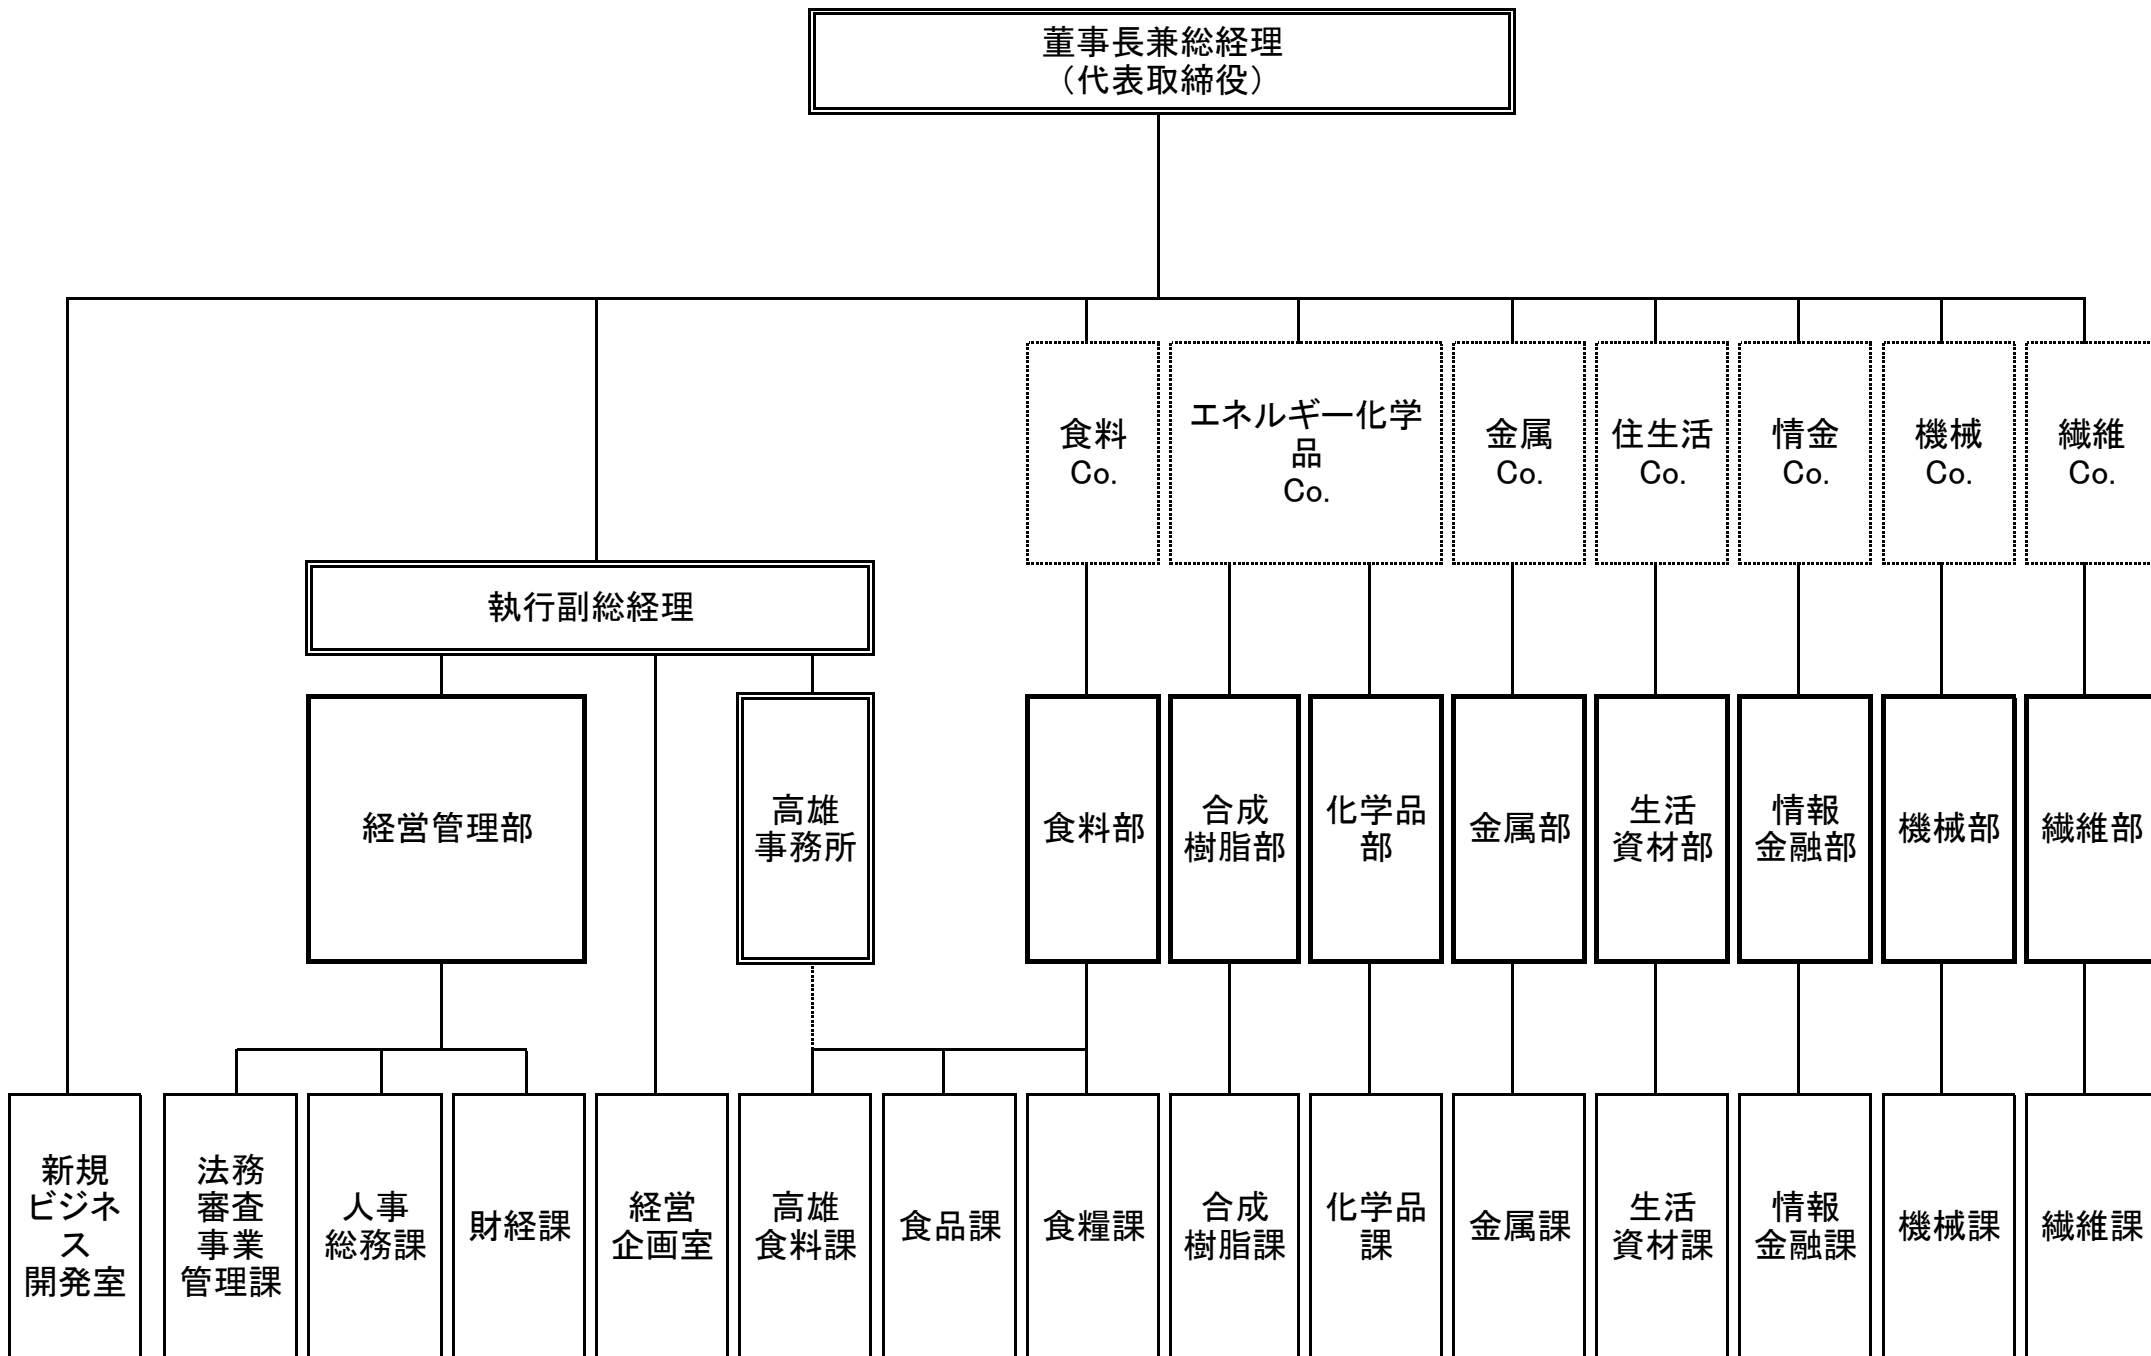 董事長兼総経理
（代表取締役）
食料
Co.
エネルギー化学
品
Co.
金属
Co.
住生活
Co.
情金
Co.
機械
Co.
繊維
Co.
執行副総経理
経営管理部
高雄
事務所
食料部
合成
樹脂部
化学品
部
金属部
生活
資材部
情報
金融部
機械部
繊維部
新規
ビジネ
ス
開発室
法務
審査
事業
管理課
人事
総務課
財経課
経営
企画室
高雄
食料課
食品課
食糧課
合成
樹脂課
化学品
課
金属課
生活
資材課
情報
金融課
機械課
繊維課